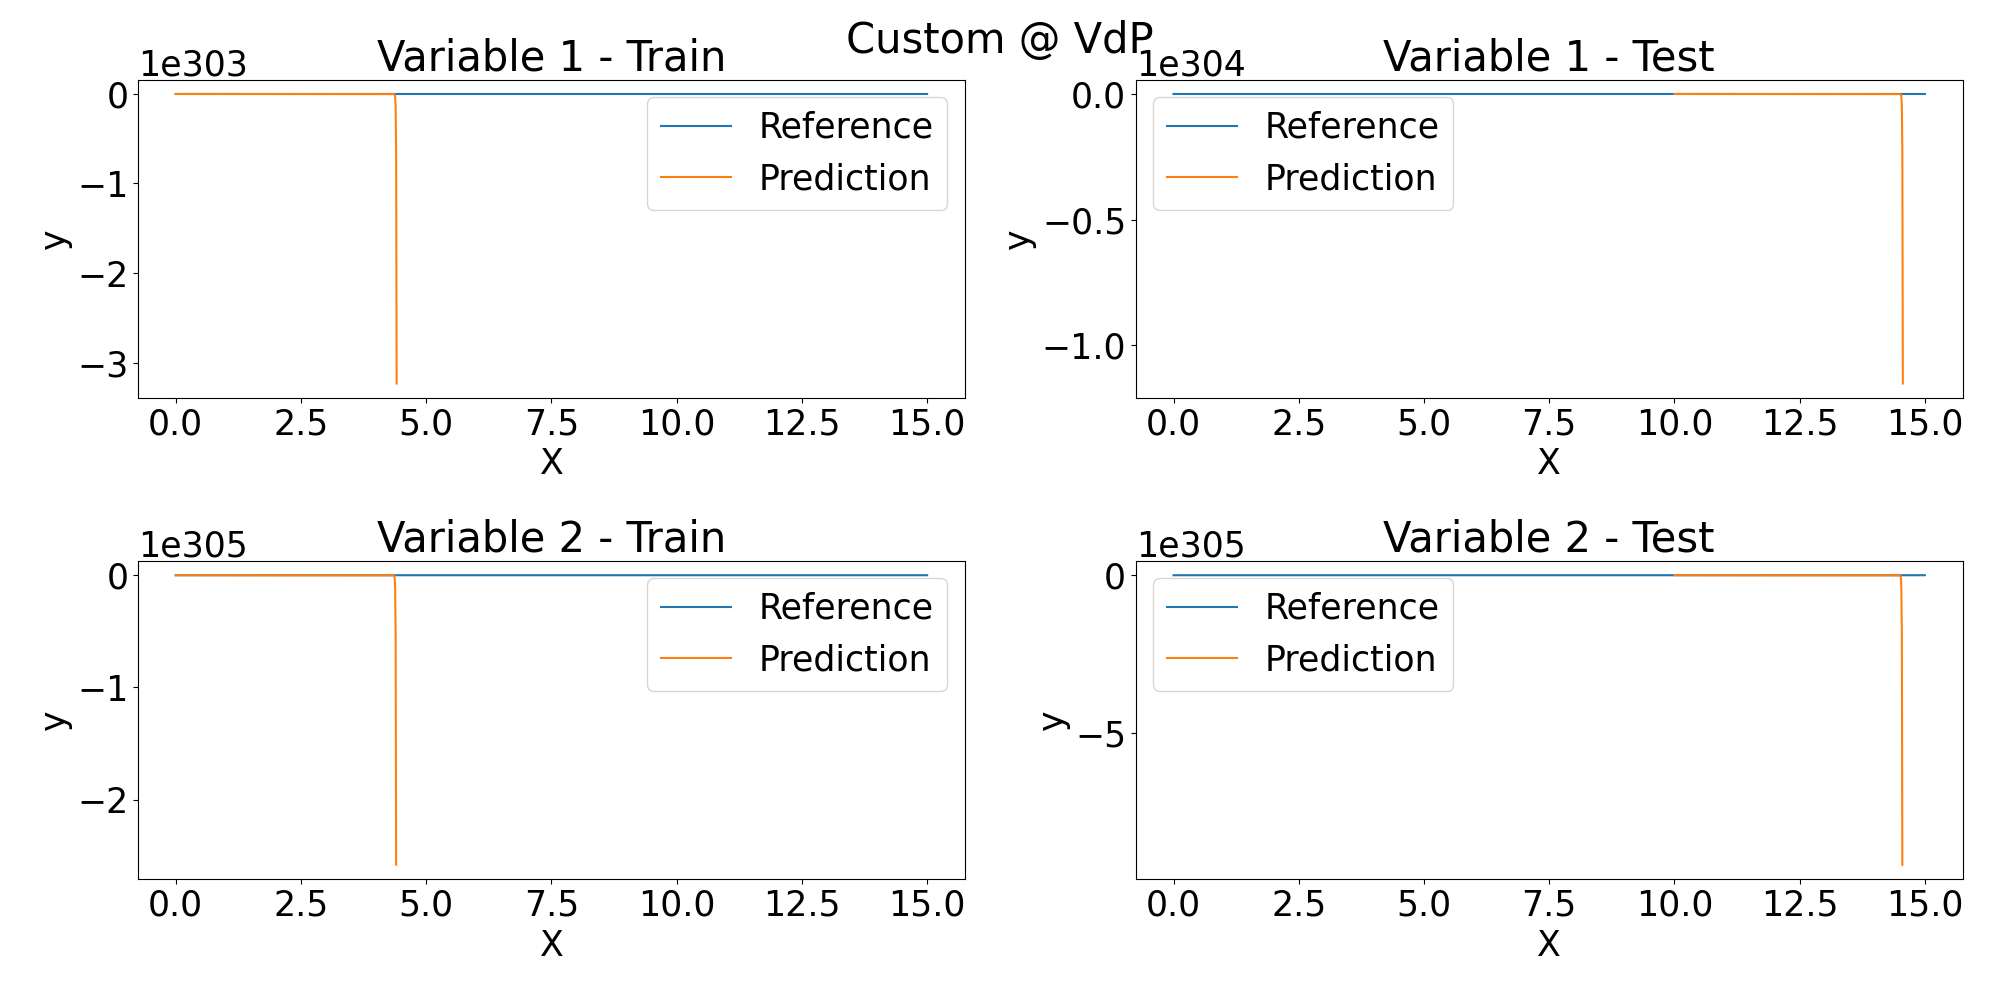 Custom @ VdP
Variable 1 - Train
1e303
0
−1
−2
−3
y
Reference
Prediction
0.0 2.5 5.0 7.5 10.0 12.5 15.0
X
Variable 1 - Test
1e304
0.0
−0.5
−1.0
y
Reference
Prediction
0.0 2.5 5.0 7.5 10.0 12.5 15.0
X
Variable 2 - Train
1e305
0
−1
−2
y
Reference
Prediction
0.0 2.5 5.0 7.5 10.0 12.5 15.0
X
Variable 2 - Test
1e305
0
−5
y
Reference
Prediction
0.0 2.5 5.0 7.5 10.0 12.5 15.0
X